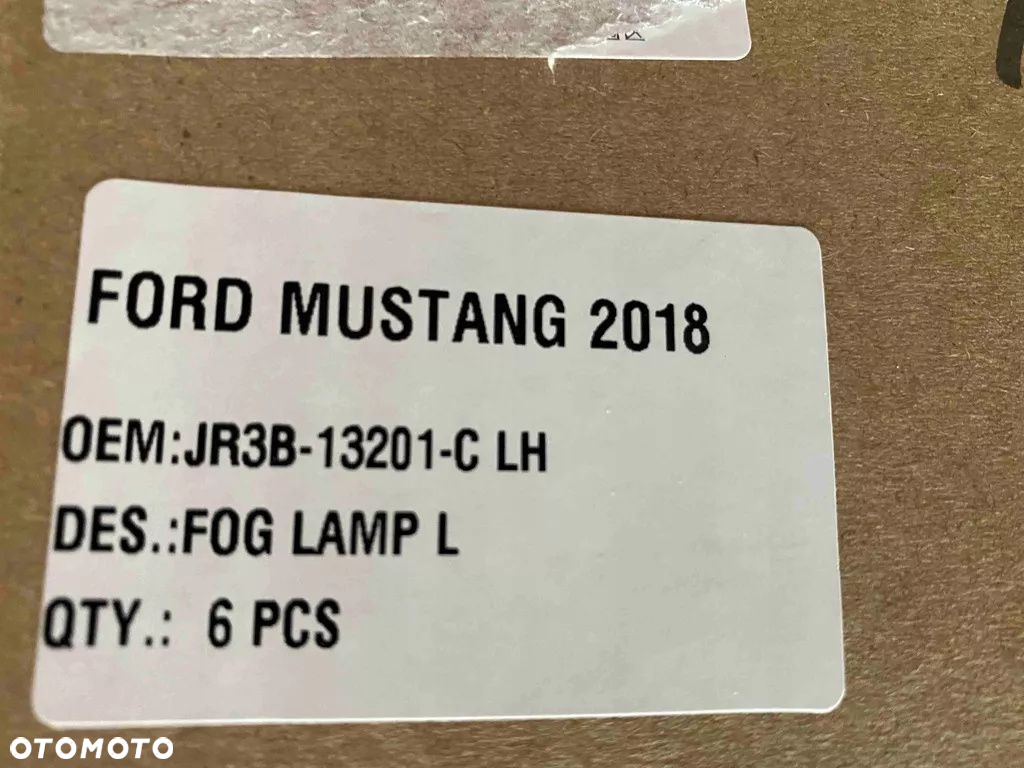 FORD MUSTANG 2018
OEM:JR3B-13201-C LH
DES.:FOG LAMP L
QTY.: 6 PCS
OTOMOTO